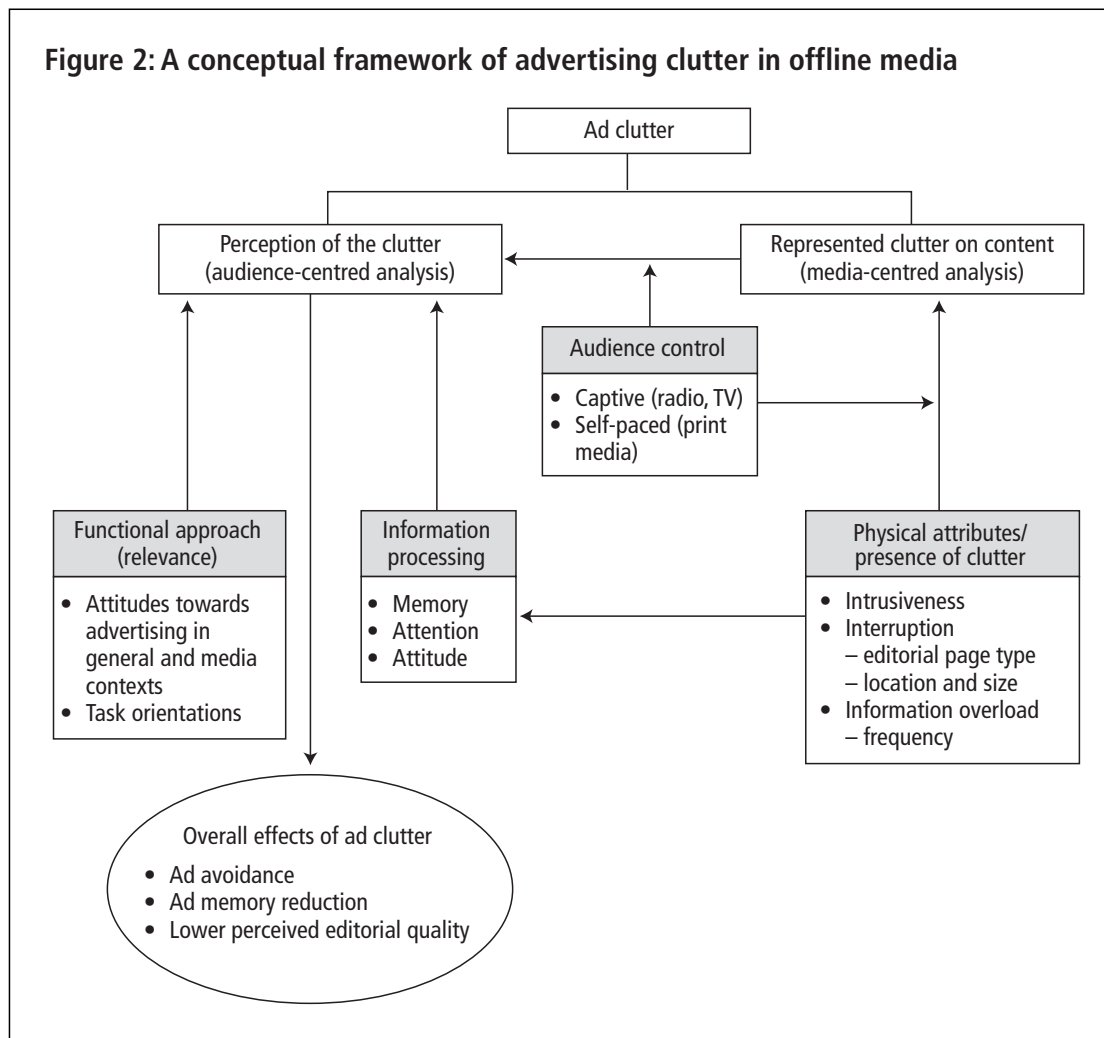 Figure 2: A conceptual framework of advertising clutter in offline media
Ad clutter
Perception of the clutter
(audience-centred analysis)
Represented clutter on content
(media-centred analysis)
Audience control
• Captive (radio, TV)
• Self-paced (print
media)
Functional approach
(relevance)
• Attitudes towards
advertising in
general and media
contexts
• Task orientations
Information
processing
• Memory
• Attention
• Attitude
Physical attributes/
presence of clutter
• Intrusiveness
• Interruption
– editorial page type
– location and size
• Information overload
– frequency
Overall effects of ad clutter
• Ad avoidance
• Ad memory reduction
• Lower perceived editorial quality